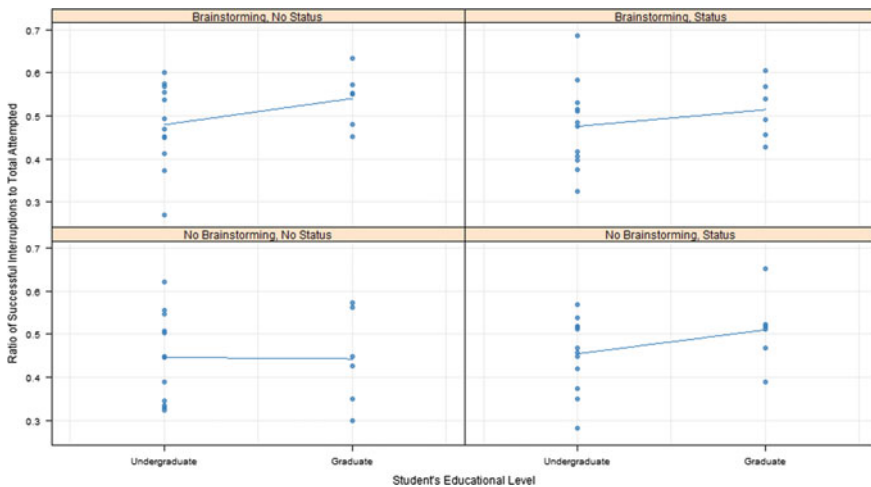 Brainstorming, No Status
Brainstorming, Status
0.7
0.6
0.5
0.4
0.3
No Brainstorming, No Status
No Brainstorming, Status
0.7
0.6
0.5
0.4
0.3
Ratio of Successful Interruptions to Total Attempted
Undergraduate
Graduate
Undergraduate
Graduate
Student's Educational Level